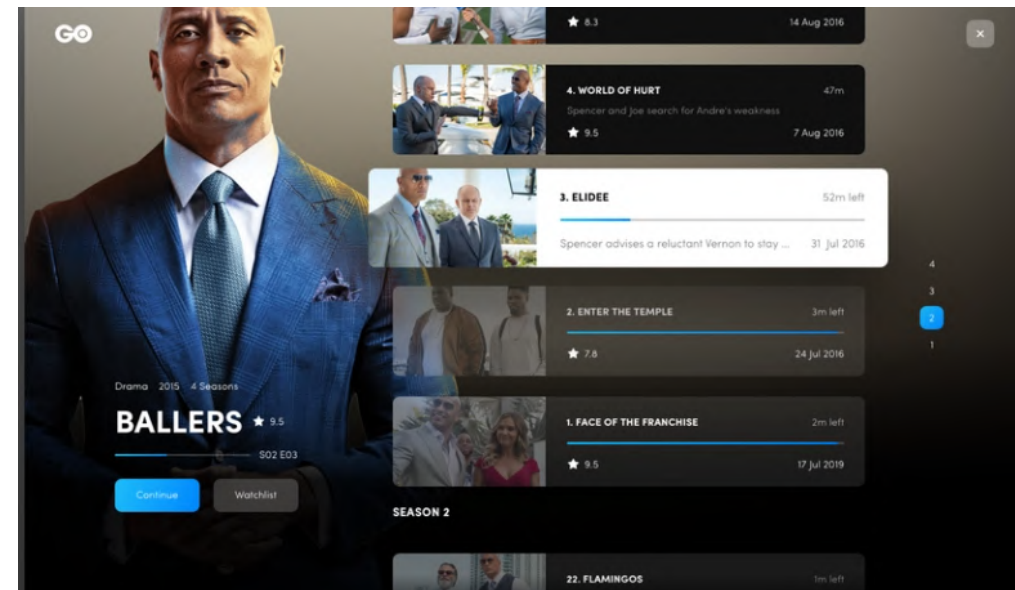 GO
Drama 2015 4 Seasons
BALLERS 9.5
S02 E03
Continue Watchlist
8.3 14 Aug 2016
4. WORLD OF HURT 47m
Spencer and Joe search for Andre's weakness
9.5 7 Aug 2016
3. ELIDEE 52m left
Spencer advises a reluctant Vernon to stay ... 31 Jul 2016
2. ENTER THE TEMPLE 3m left
7.8 24 Jul 2016
1. FACE OF THE FRANCHISE 2m left
9.5 17 Jul 2019
SEASON 2
22. FLAMINGOS 1m left
4
3
2
1